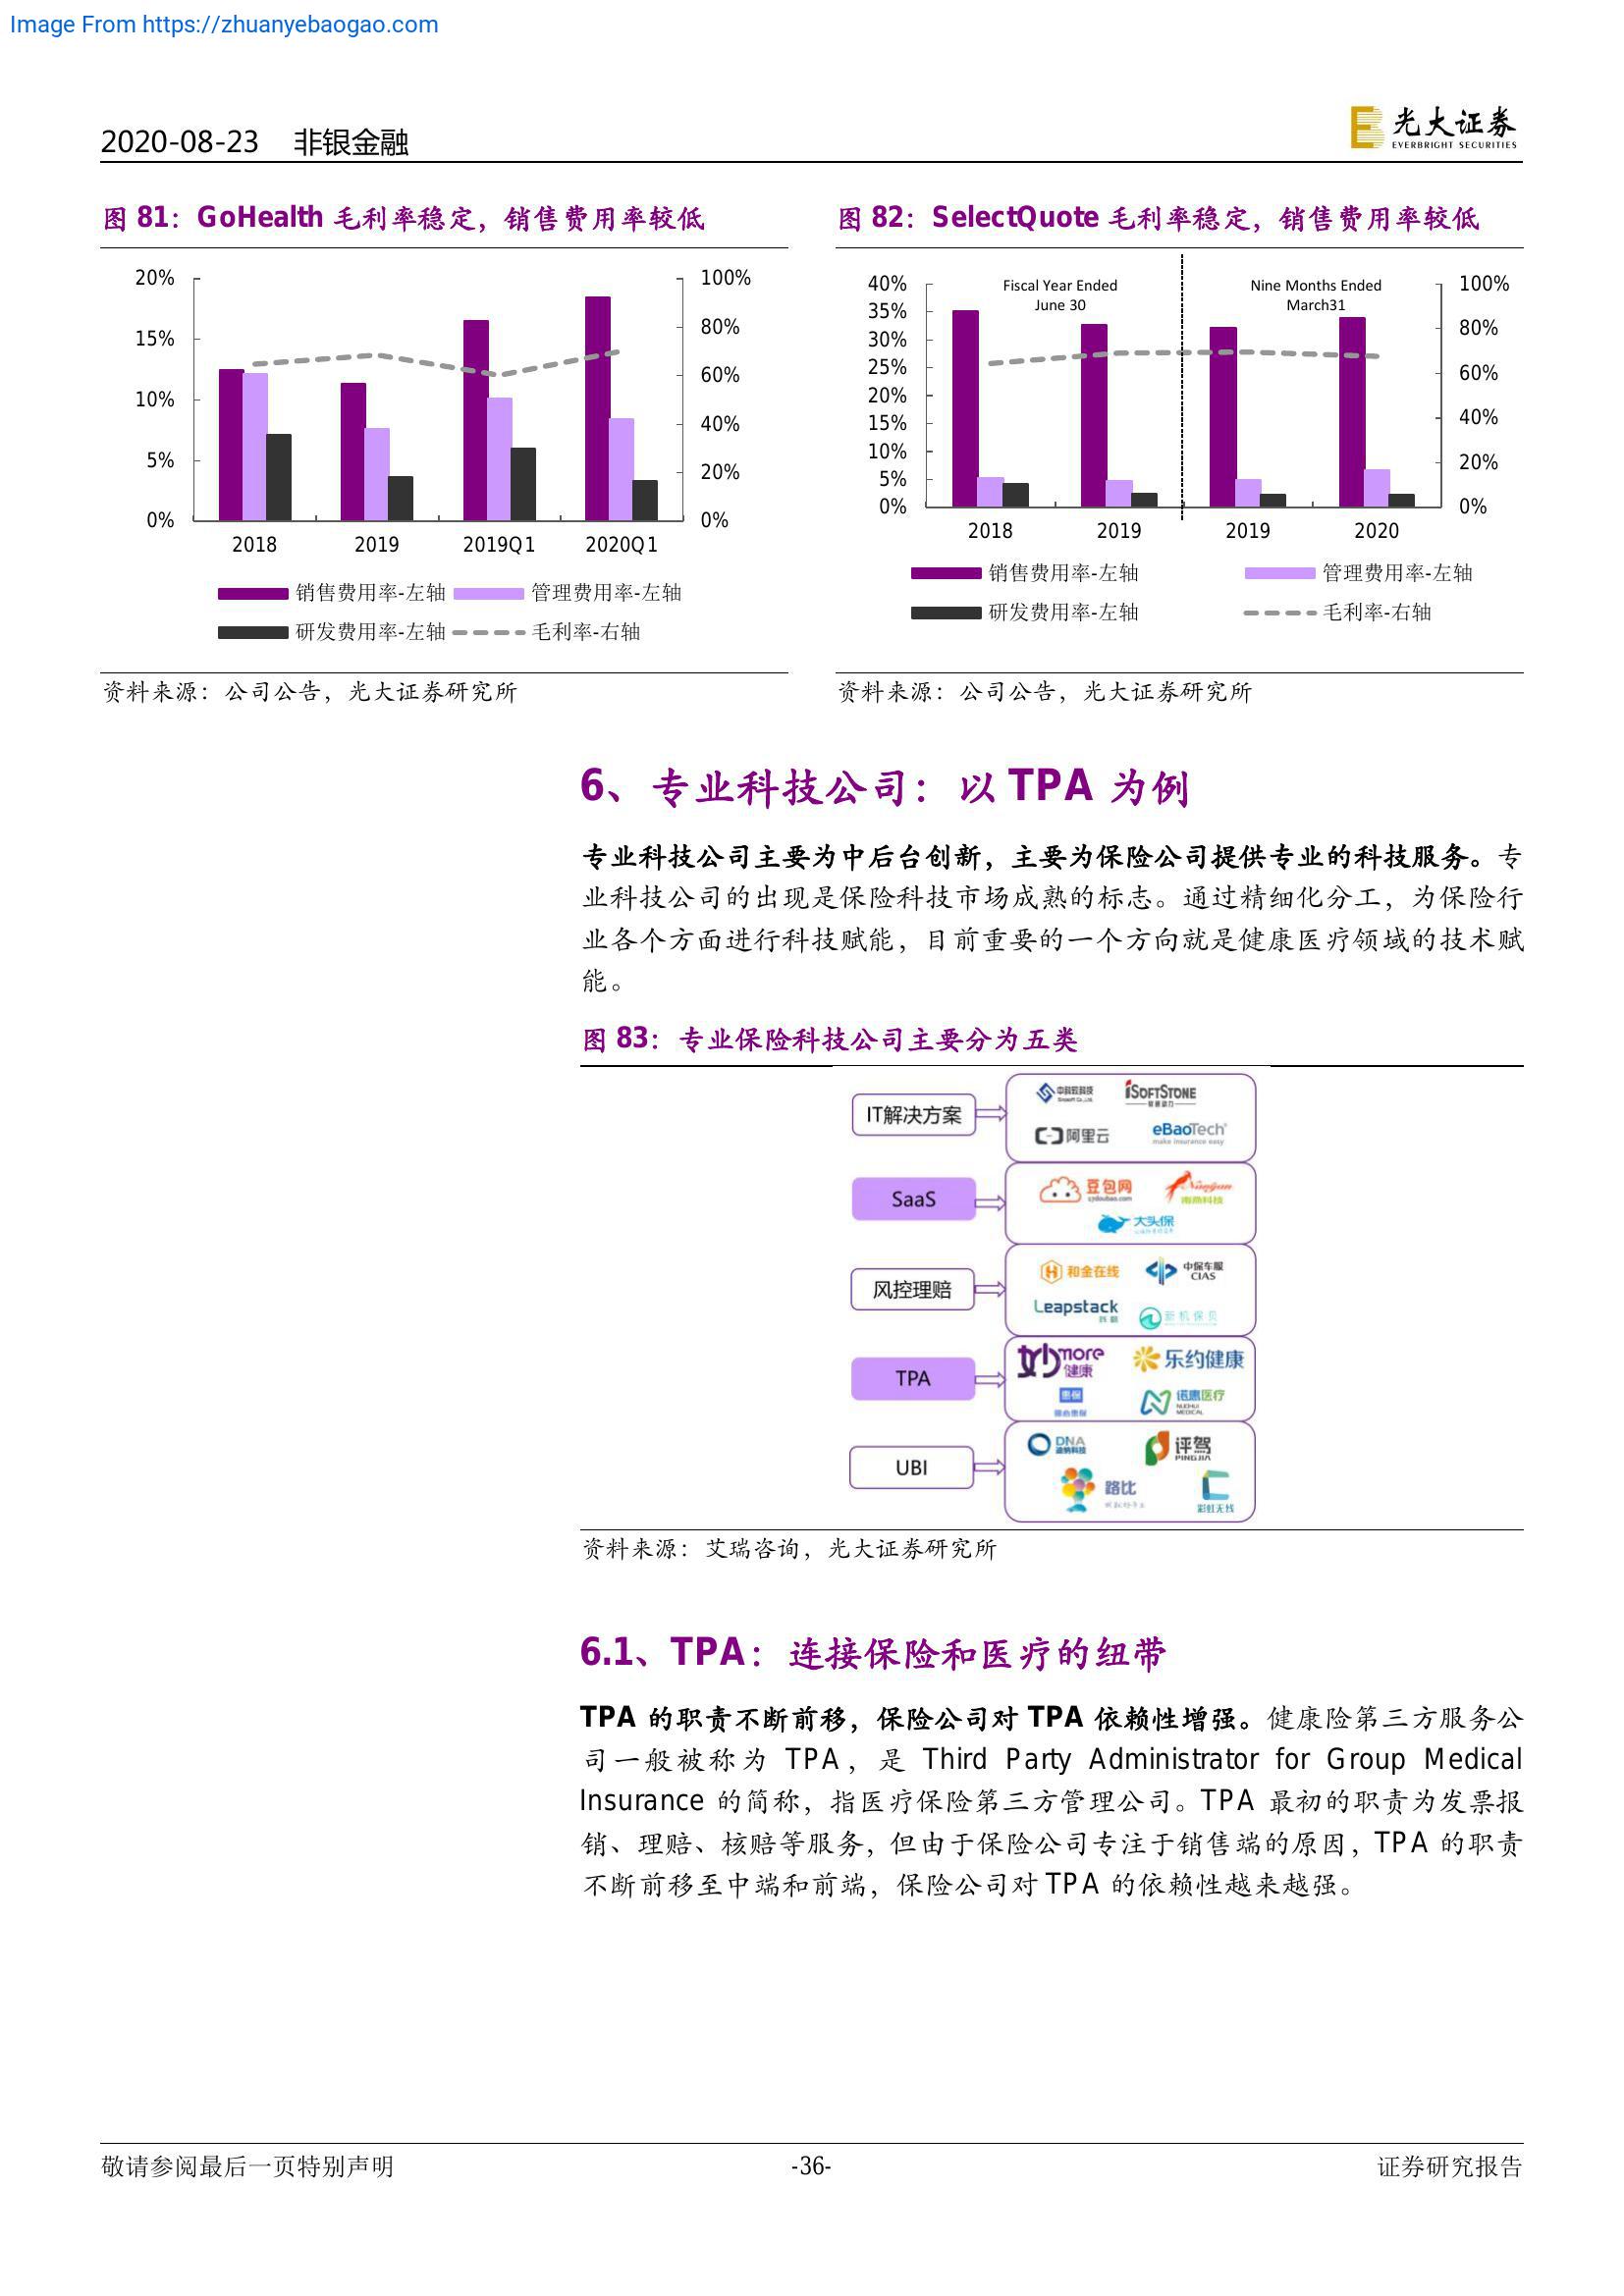 Image From https://zhuanyebaogao.com
2020-08-23 非银金融
光大证券
EVERBRIGHT SECURITIES
图 81：GoHealth 毛利率稳定，销售费用率较低
20%
15%
10%
5%
0%
100%
80%
60%
40%
20%
0%
2018 2019 2019Q1 2020Q1
销售费用率-左轴 管理费用率-左轴
研发费用率-左轴 毛利率-右轴
资料来源：公司公告，光大证券研究所
图 82：SelectQuote 毛利率稳定，销售费用率较低
40%
35%
30%
25%
20%
15%
10%
5%
0%
Fiscal Year Ended
June 30
Nine Months Ended
March31
100%
80%
60%
40%
20%
0%
2018 2019 2019 2020
销售费用率-左轴 管理费用率-左轴
研发费用率-左轴 毛利率-右轴
资料来源：公司公告，光大证券研究所
6、专业科技公司：以 TPA 为例
专业科技公司主要为中后台创新，主要为保险公司提供专业的科技服务。专
业科技公司的出现是保险科技市场成熟的标志。通过精细化分工，为保险行
业各个方面进行科技赋能，目前重要的一个方向就是健康医疗领域的技术赋
能。
图 83：专业保险科技公司主要分为五类
IT解决方案
中科软科技 iSOFTSTONE
阿里云 eBaoTech
make insurance easy
SaaS
豆包网 Nanyan
南燕科技
大头保
风控理赔
和金在线 中保车服
CIAS
Leapstack 新机保贝
TPA
妙more
健康 乐约健康
惠保 诺惠医疗
NUOHUI
MEDICAL
UBI
DNA
迪纳科技 评驾
PINGJIA
路比 彩虹无线
资料来源：艾瑞咨询，光大证券研究所
6.1、TPA：连接保险和医疗的纽带
TPA 的职责不断前移，保险公司对 TPA 依赖性增强。健康险第三方服务公
司一般被称为 TPA，是 Third Party Administrator for Group Medical
Insurance 的简称，指医疗保险第三方管理公司。TPA 最初的职责为发票报
销、理赔、核赔等服务，但由于保险公司专注于销售端的原因，TPA 的职责
不断前移至中端和前端，保险公司对 TPA 的依赖性越来越强。
敬请参阅最后一页特别声明 -36- 证券研究报告